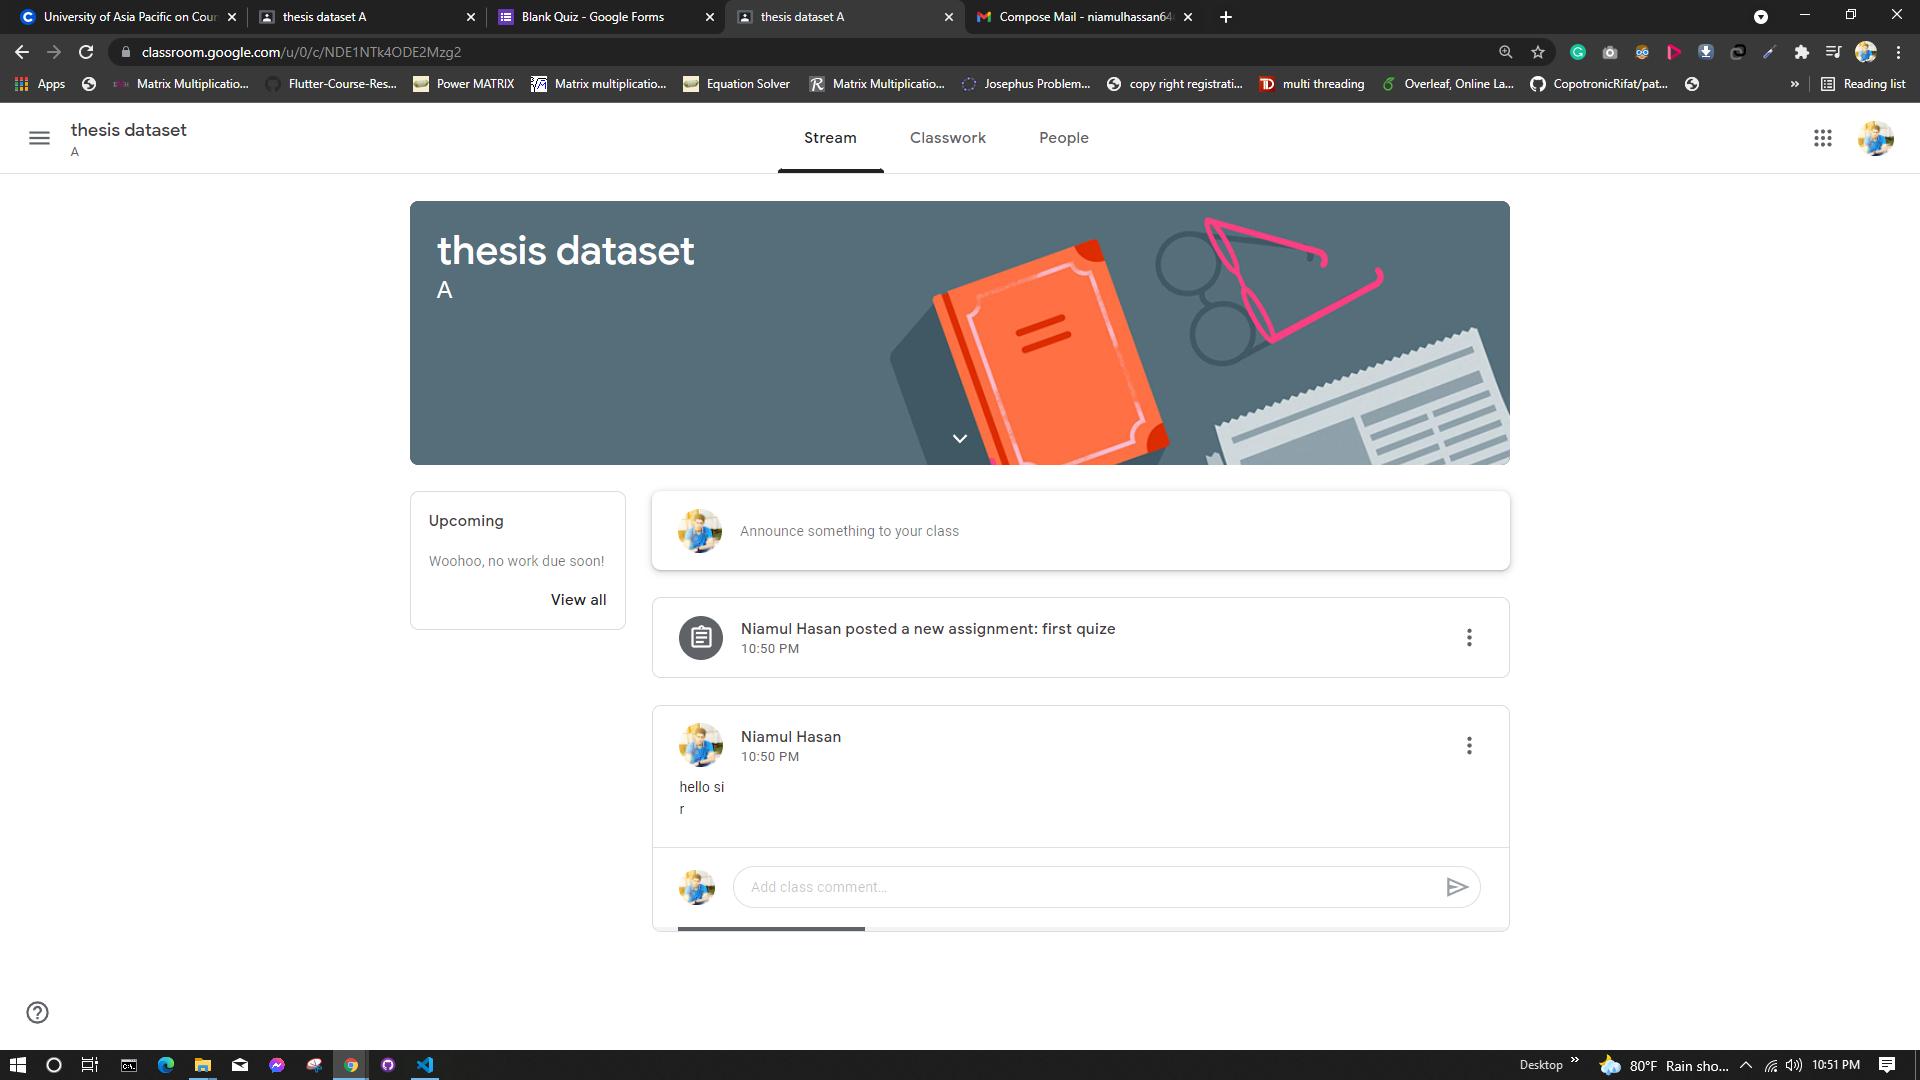 University of Asia Pacific on Cour
thesis dataset A
Blank Quiz - Google Forms
thesis dataset A
Compose Mail - niamulhassan64
classroom.google.com/u/0/c/NDE1NTk4ODE2Mzg2
Apps
Matrix Multiplicatio...
Flutter-Course-Res...
Power MATRIX
Matrix multiplicatio...
Equation Solver
Matrix Multiplicatio...
Josephus Problem...
copy right registrati...
multi threading
Overleaf, Online La...
CopotronicRifat/pat...
»
Reading list
thesis dataset
A
Stream
Classwork
People
thesis dataset
A
Upcoming
Woohoo, no work due soon!
View all
Announce something to your class
Niamul Hasan posted a new assignment: first quize
10:50 PM
Niamul Hasan
10:50 PM
hello si
r
Add class comment...
Desktop
»
80°F Rain sho...
10:51 PM